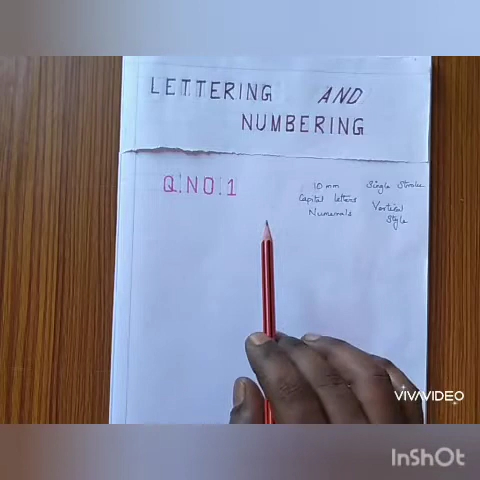 LETTERING AND
NUMBERING
Q.NO.1
10 mm Single Stroke
Capital letters Vertical
Numerals Style
VIVAVIDEO
InShOt